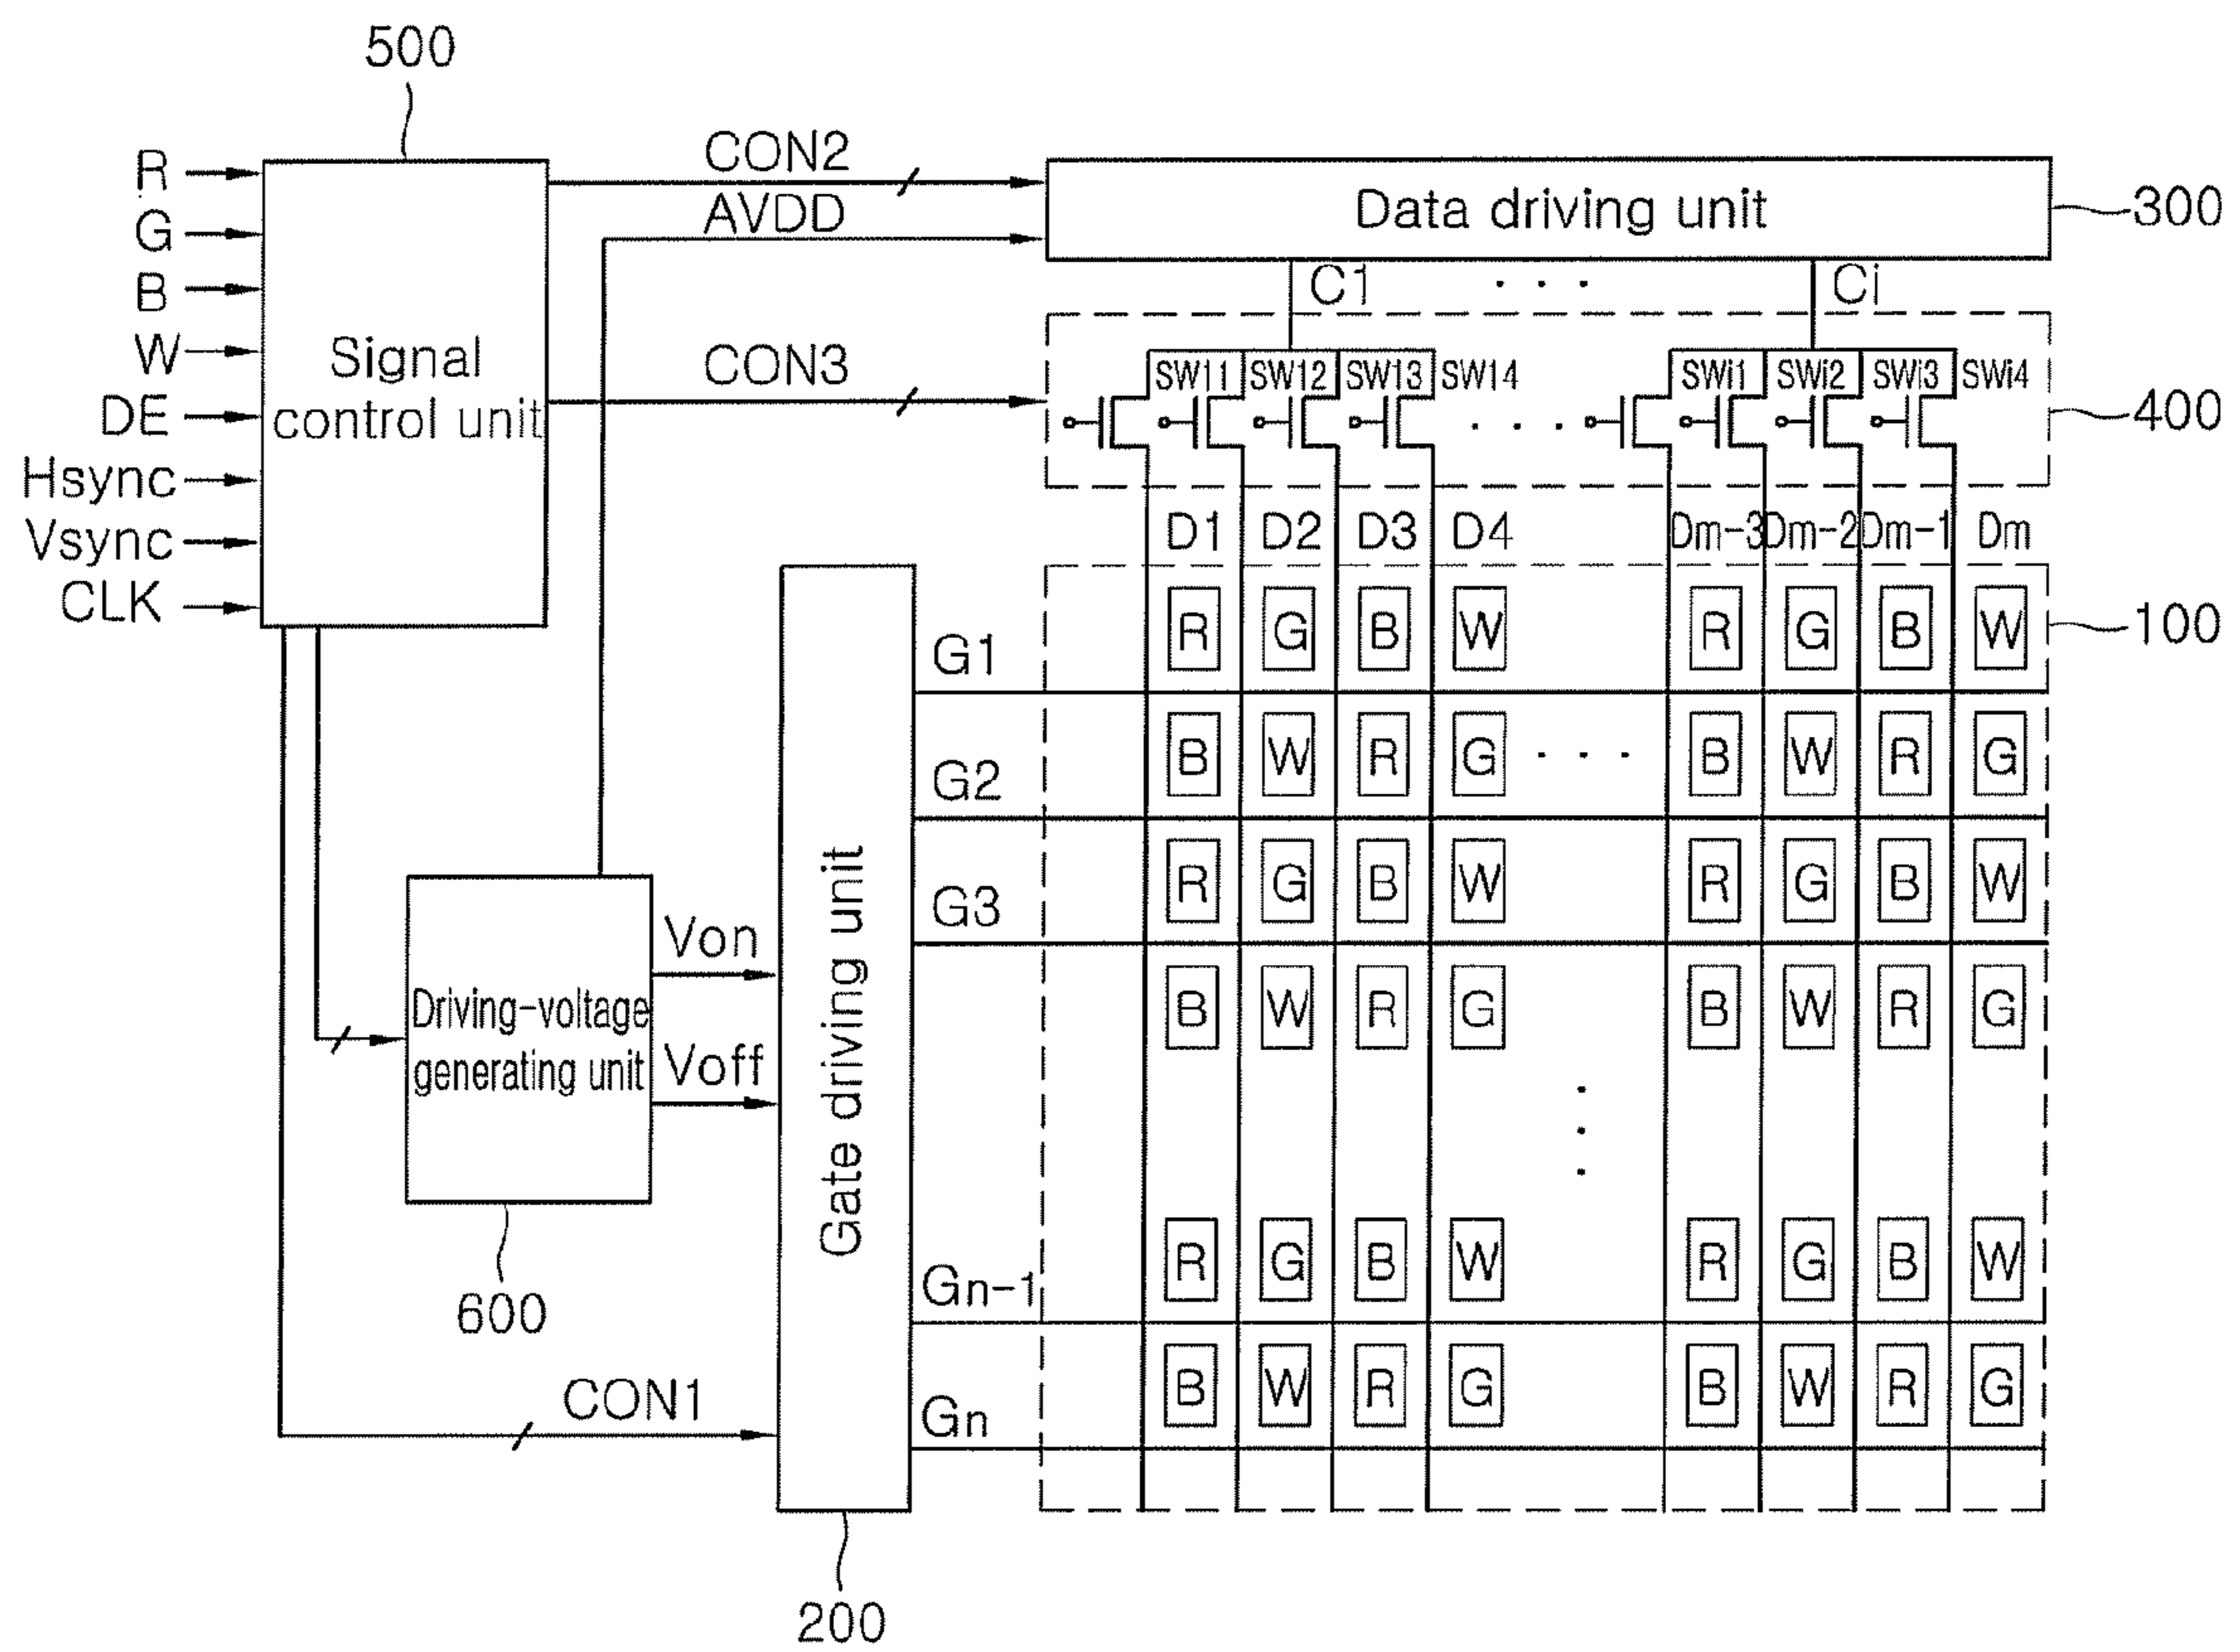 500
R
G
B
W
DE
Hsync
Vsync
CLK
Signal
control unit
CON2
AVDD
CON3
Data driving unit
300
C1 . . . Ci
SW11 SW12 SW13 SW14 SWi1 SWi2 SWi3 SWi4
. . .
400
D1 D2 D3 D4 Dm-3 Dm-2 Dm-1 Dm
R G B W R G B W
100
G1
B W R G . . . B W R G
G2
R G B W R G B W
G3
B W R G B W R G
Driving-voltage
generating unit
Von
Voff
600
Gate driving unit
R G B W R G B W
Gn-1
B W R G B W R G
Gn
CON1
200